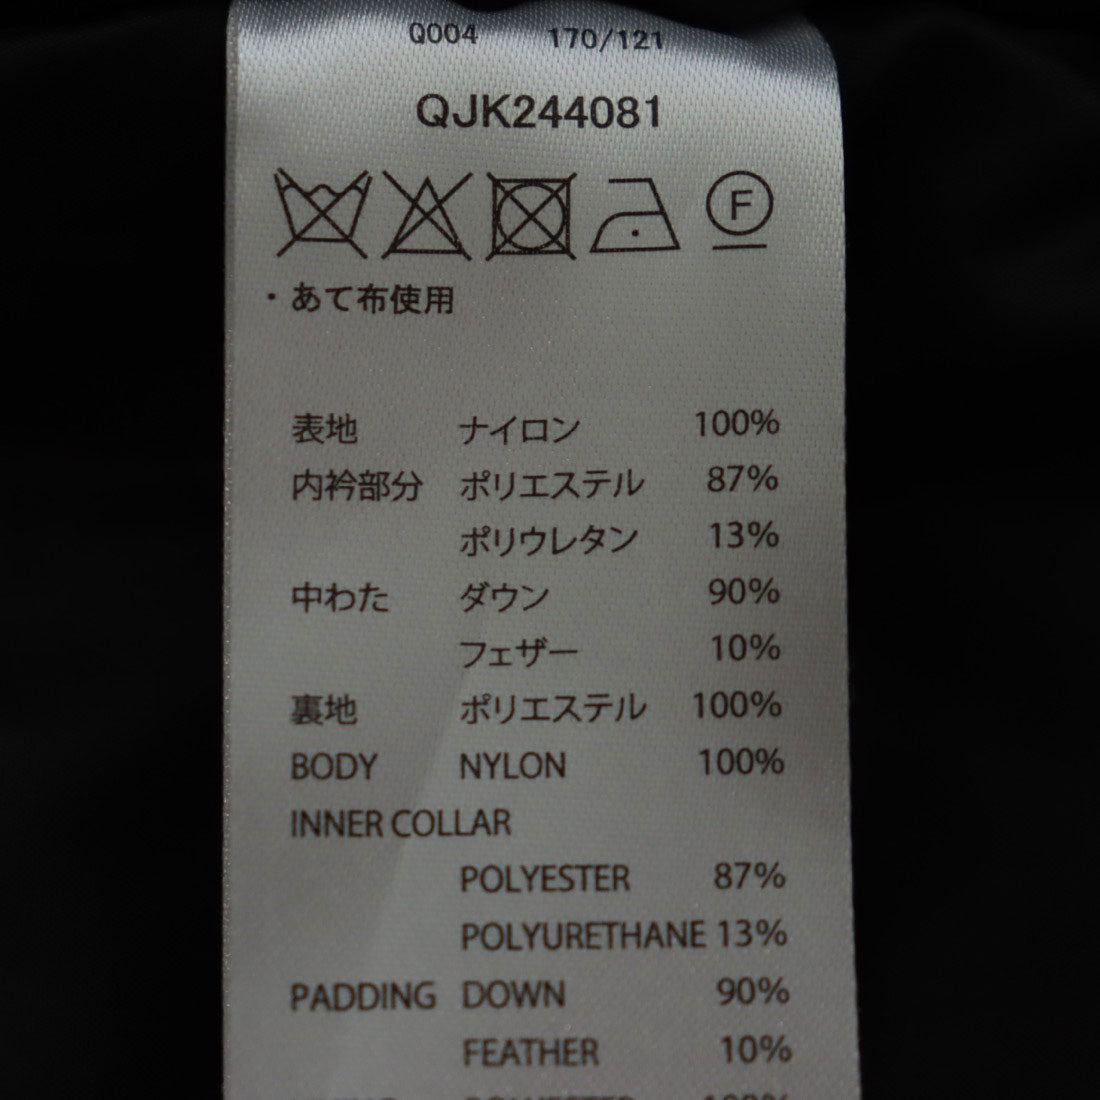 Q004 170/121
QJK244081
F
・あて布使用
表地 ナイロン 100%
内衿部分 ポリエステル 87%
ポリウレタン 13%
中わた ダウン 90%
フェザー 10%
裏地 ポリエステル 100%
BODY NYLON 100%
INNER COLLAR
POLYESTER 87%
POLYURETHANE 13%
PADDING DOWN 90%
FEATHER 10%
POLYESTER 100%